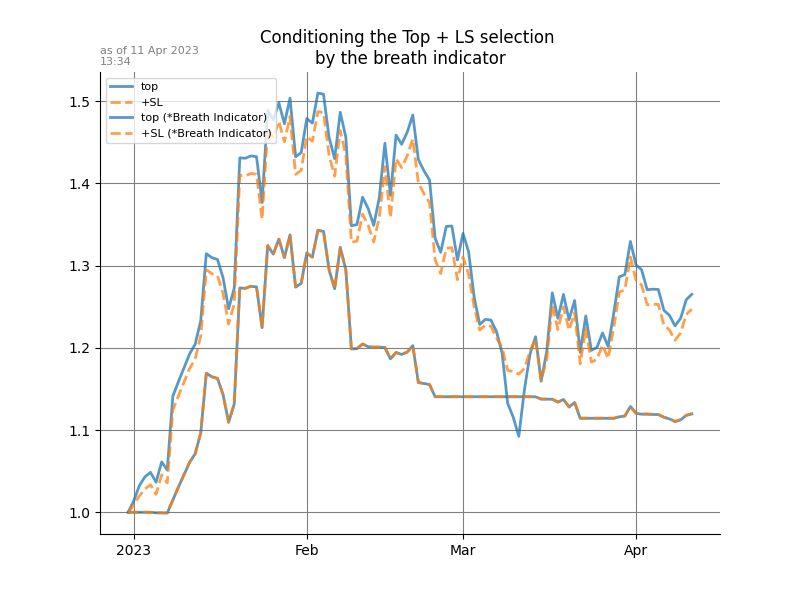 Conditioning the Top + LS selection
by the breath indicator
as of 11 Apr 2023
13:34
top
+SL
top (*Breath Indicator)
+SL (*Breath Indicator)
1.5
1.4
1.3
1.2
1.1
1.0
2023 Feb Mar Apr